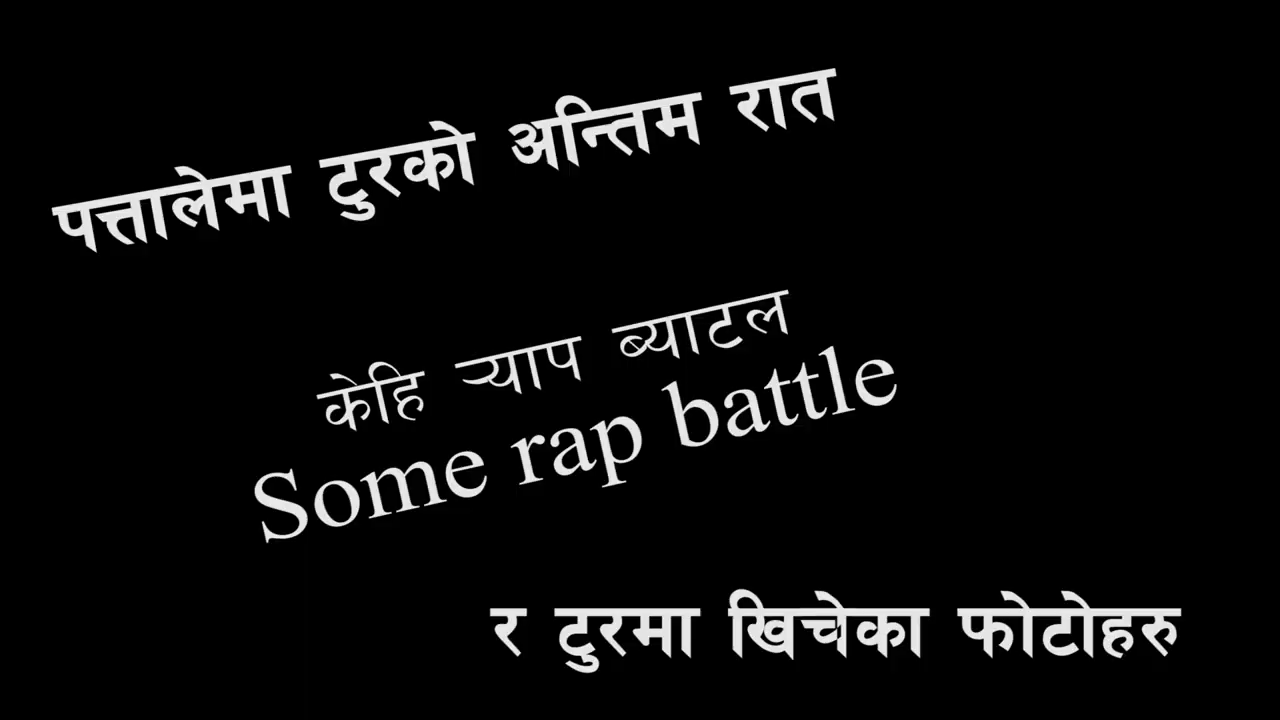 पत्तालेमा टुरको अन्तिम रात
केहि र्‍याप ब्याटल
Some rap battle
र टुरमा खिचेका फोटोहरु